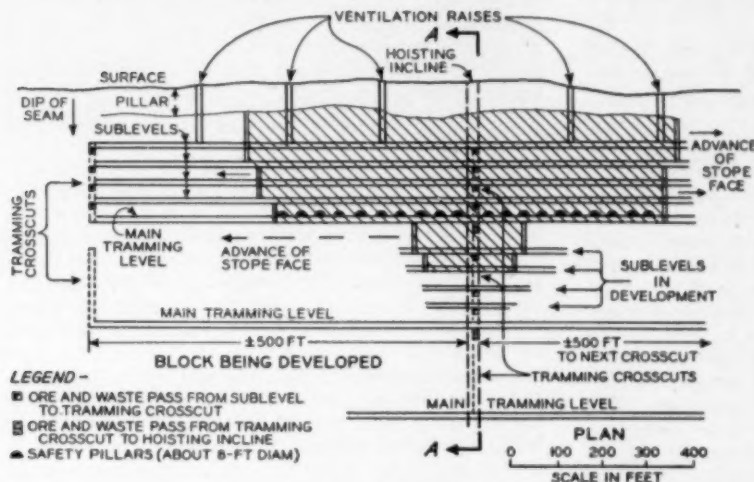 A
VENTILATION RAISES
HOISTING
INCLINE
SURFACE
DIP OF
SEAM
PILLAR
SUBLEVELS
ADVANCE
OF
STOPE
FACE
TRAMMING
CROSSCUTS
MAIN
TRAMMING
LEVEL
ADVANCE OF
STOPE FACE
SUBLEVELS
IN
DEVELOPMENT
MAIN TRAMMING LEVEL
±500 FT
±500 FT
BLOCK BEING DEVELOPED
TO NEXT CROSSCUT
TRAMMING CROSSCUTS
LEGEND -
ORE AND WASTE PASS FROM SUBLEVEL
TO TRAMMING CROSSCUT
ORE AND WASTE PASS FROM TRAMMING
CROSSCUT TO HOISTING INCLINE
SAFETY PILLARS (ABOUT 8-FT DIAM)
MAIN TRAMMING LEVEL
A
PLAN
0 100 200 300 400
SCALE IN FEET